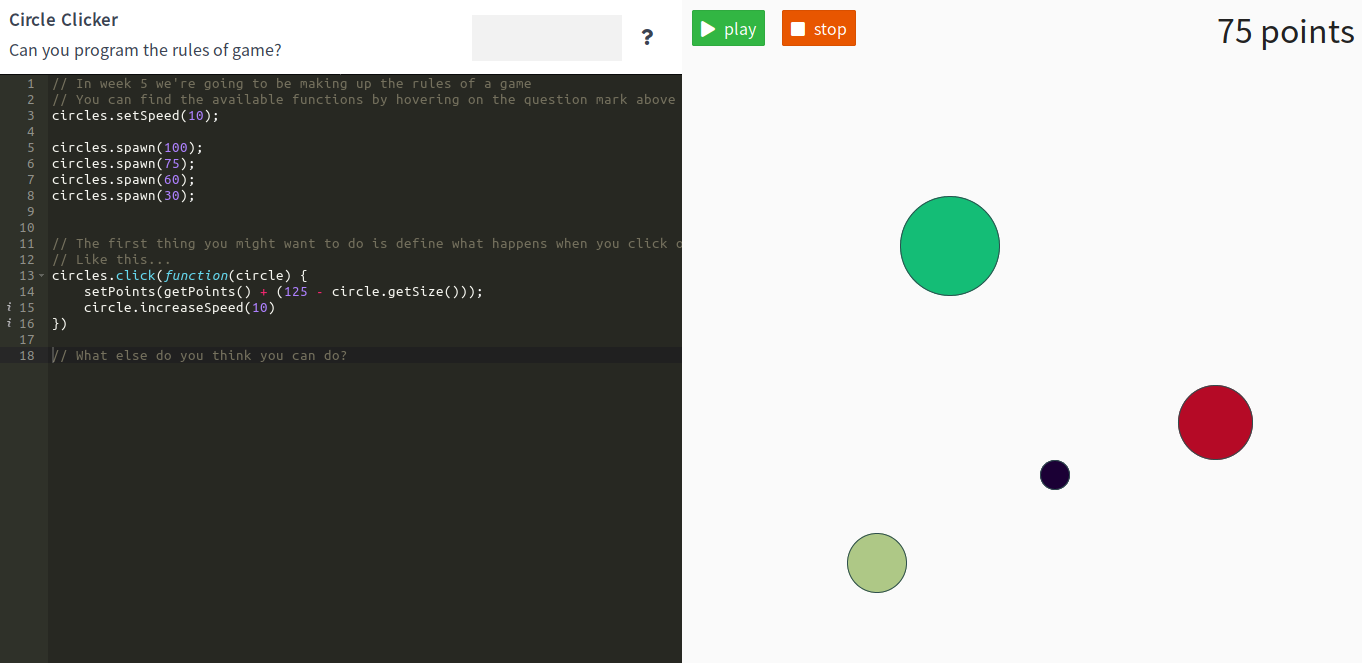 Circle Clicker
Can you program the rules of game?
?
play
stop
75 points
1 // In week 5 we're going to be making up the rules of a game
2 // You can find the available functions by hovering on the question mark above
3 circles.setSpeed(10);
4
5 circles.spawn(100);
6 circles.spawn(75);
7 circles.spawn(60);
8 circles.spawn(30);
9
10
11 // The first thing you might want to do is define what happens when you click
12 // Like this...
13 circles.click(function(circle) {
14 setPoints(getPoints() + (125 - circle.getSize()));
i 15 circle.increaseSpeed(10)
i 16 })
17
18 // What else do you think you can do?